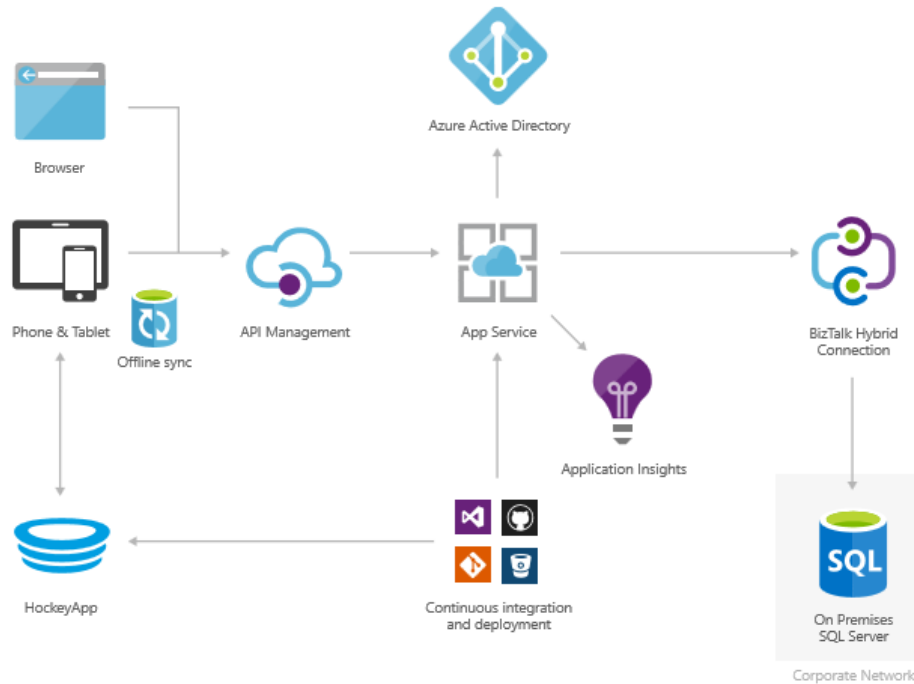 Azure Active Directory
Browser
Phone & Tablet
Offline sync
API Management
App Service
BizTalk Hybrid
Connection
Application Insights
HockeyApp
Continuous integration
and deployment
SQL
On Premises
SQL Server
Corporate Network